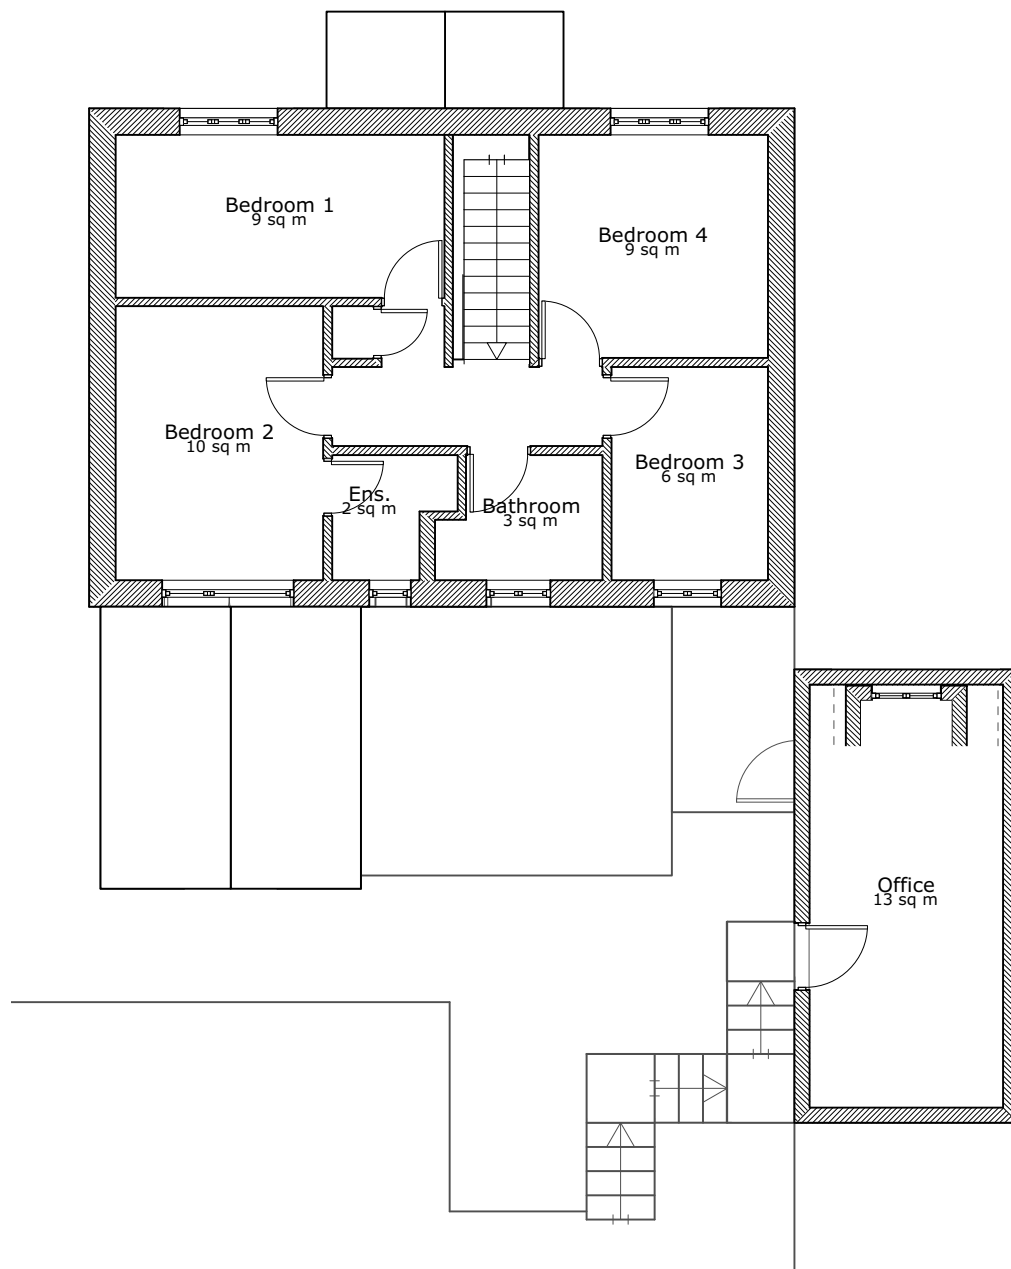 Bedroom 1
9 sq m
Bedroom 4
9 sq m
Bedroom 2
10 sq m
Bedroom 3
6 sq m
Ens.
2 sq m
Bathroom
3 sq m
Office
13 sq m